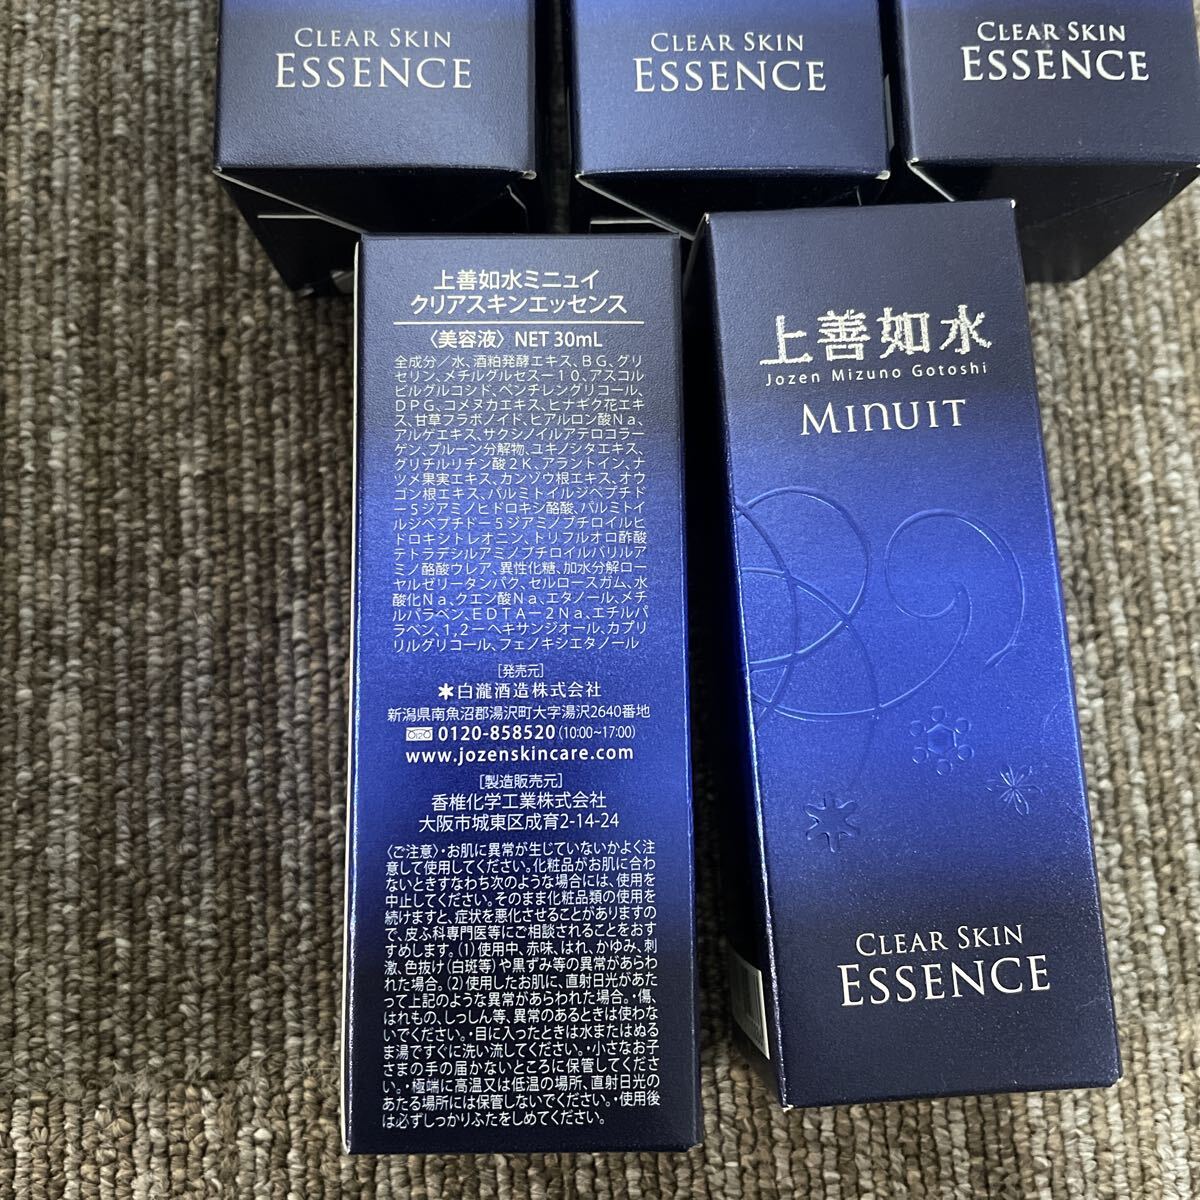 CLEAR SKIN
ESSENCE
CLEAR SKIN
ESSENCE
CLEAR SKIN
ESSENCE
上善如水ミニュイ
クリアスキンエッセンス
〈美容液〉 NET 30mL
全成分／水、酒粕発酵エキス、ＢＧ、グリ
セリン、メチルグルセスー１０、アスコル
ビルグルコシド、ペンチレングリコール、
ＤＰＧ、コメヌカエキス、ヒナギク花エキ
ス、甘草フラボノイド、ヒアルロン酸Ｎａ、
アルゲエキス、サクシノイルアテロコラー
ゲン、プルーン分解物、ユキノシタエキス、
グリチルリチン酸２Ｋ、アラントイン、ナ
ツメ果実エキス、カンゾウ根エキス、オウ
ゴン根エキス、パルミトイルジペプチド
ー５ジアミノヒドロキシ酪酸、パルミトイ
ルジペプチドー５ジアミノブチロイルヒ
ドロキシトレオニン、トリフルオロ酢酸
テトラデシルアミノブチロイルバリルア
ミノ酪酸ウレア、異性化糖、加水分解ロー
ヤルゼリータンパク、セルロースガム、水
酸化Ｎａ、クエン酸Ｎａ、エタノール、メチ
ルパラベン、ＥＤＴＡー２Ｎａ、エチルパ
ラベン、１,２ーヘキサンジオール、カプリ
リルグリコール、フェノキシエタノール
［発売元］
白瀧酒造株式会社
新潟県南魚沼郡湯沢町大字湯沢2640番地
0120-858520 (10:00~17:00)
www.jozenskincare.com
［製造販売元］
香椎化学工業株式会社
大阪市城東区成育2-14-24
〈ご注意〉・お肌に異常が生じていないかよく注
意して使用してください。化粧品がお肌に合わ
ないときすなわち次のような場合には、使用を
中止してください。そのまま化粧品類の使用を
続けますと、症状を悪化させることがありますの
で、皮ふ科専門医等にご相談されることをおす
すめします。(1)使用中、赤味、はれ、かゆみ、刺
激、色抜け(白斑等)や黒ずみ等の異常があらわ
れた場合。(2)使用したお肌に、直射日光があた
って上記のような異常があらわれた場合。・傷、
はれもの、しっしん等、異常のあるときは使わな
いでください。・目に入ったときは水またはぬる
ま湯ですぐに洗い流してください。・小さなお子
さまの手の届かないところに保管してくださ
い。・極端に高温又は低温の場所、直射日光の
あたる場所には保管しないでください。・使用後
は必ずしっかりふたをしめてください。
上善如水
Jozen Mizuno Gotoshi
MINUIT
CLEAR SKIN
ESSENCE